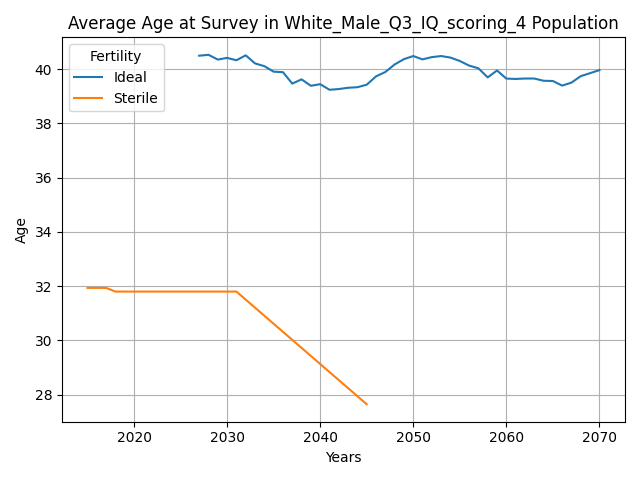 Average Age at Survey in White_Male_Q3_IQ_scoring_4 Population
Fertility
Ideal
Sterile
40
38
36
34
32
30
28
Age
2020
2030
2040
2050
2060
2070
Years